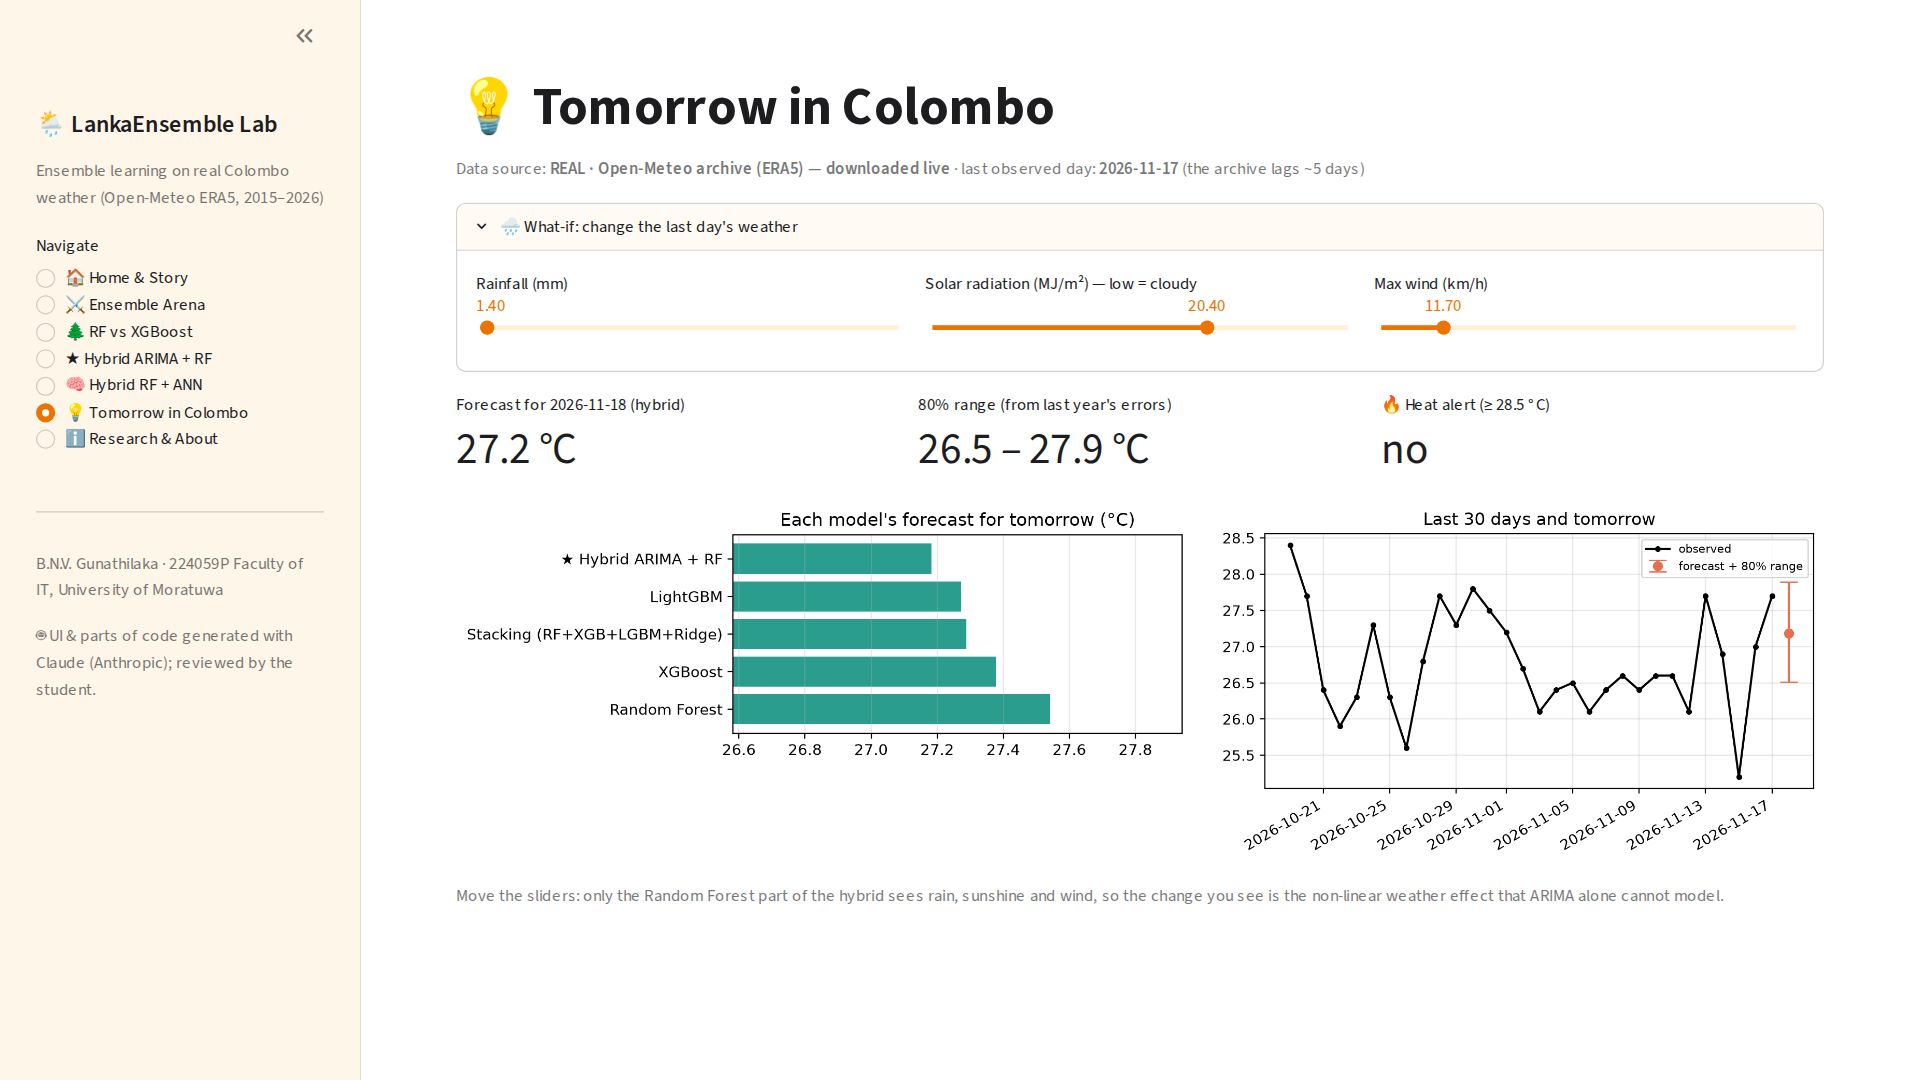 🌦️ LankaEnsemble Lab
Ensemble learning on real Colombo
weather (Open-Meteo ERA5, 2015–2026)
Navigate
🏠 Home & Story
⚔️ Ensemble Arena
🌲 RF vs XGBoost
★ Hybrid ARIMA + RF
🧠 Hybrid RF + ANN
💡 Tomorrow in Colombo
ℹ️ Research & About
B.N.V. Gunathilaka · 224059P Faculty of
IT, University of Moratuwa
UI & parts of code generated with
Claude (Anthropic); reviewed by the
student.
💡 Tomorrow in Colombo
Data source: REAL · Open-Meteo archive (ERA5) — downloaded live · last observed day: 2026-11-17 (the archive lags ~5 days)
🌧️ What-if: change the last day's weather
Rainfall (mm)
1.40
Solar radiation (MJ/m²) — low = cloudy
20.40
Max wind (km/h)
11.70
Forecast for 2026-11-18 (hybrid)
27.2 °C
80% range (from last year's errors)
26.5 – 27.9 °C
🔥 Heat alert (≥ 28.5 °C)
no
Each model's forecast for tomorrow (°C)
★ Hybrid ARIMA + RF
LightGBM
Stacking (RF+XGB+LGBM+Ridge)
XGBoost
Random Forest
26.6 26.8 27.0 27.2 27.4 27.6 27.8
Last 30 days and tomorrow
observed
forecast + 80% range
28.5
28.0
27.5
27.0
26.5
26.0
25.5
2026-10-21 2026-10-25 2026-10-29 2026-11-01 2026-11-05 2026-11-09 2026-11-13 2026-11-17
Move the sliders: only the Random Forest part of the hybrid sees rain, sunshine and wind, so the change you see is the non-linear weather effect that ARIMA alone cannot model.